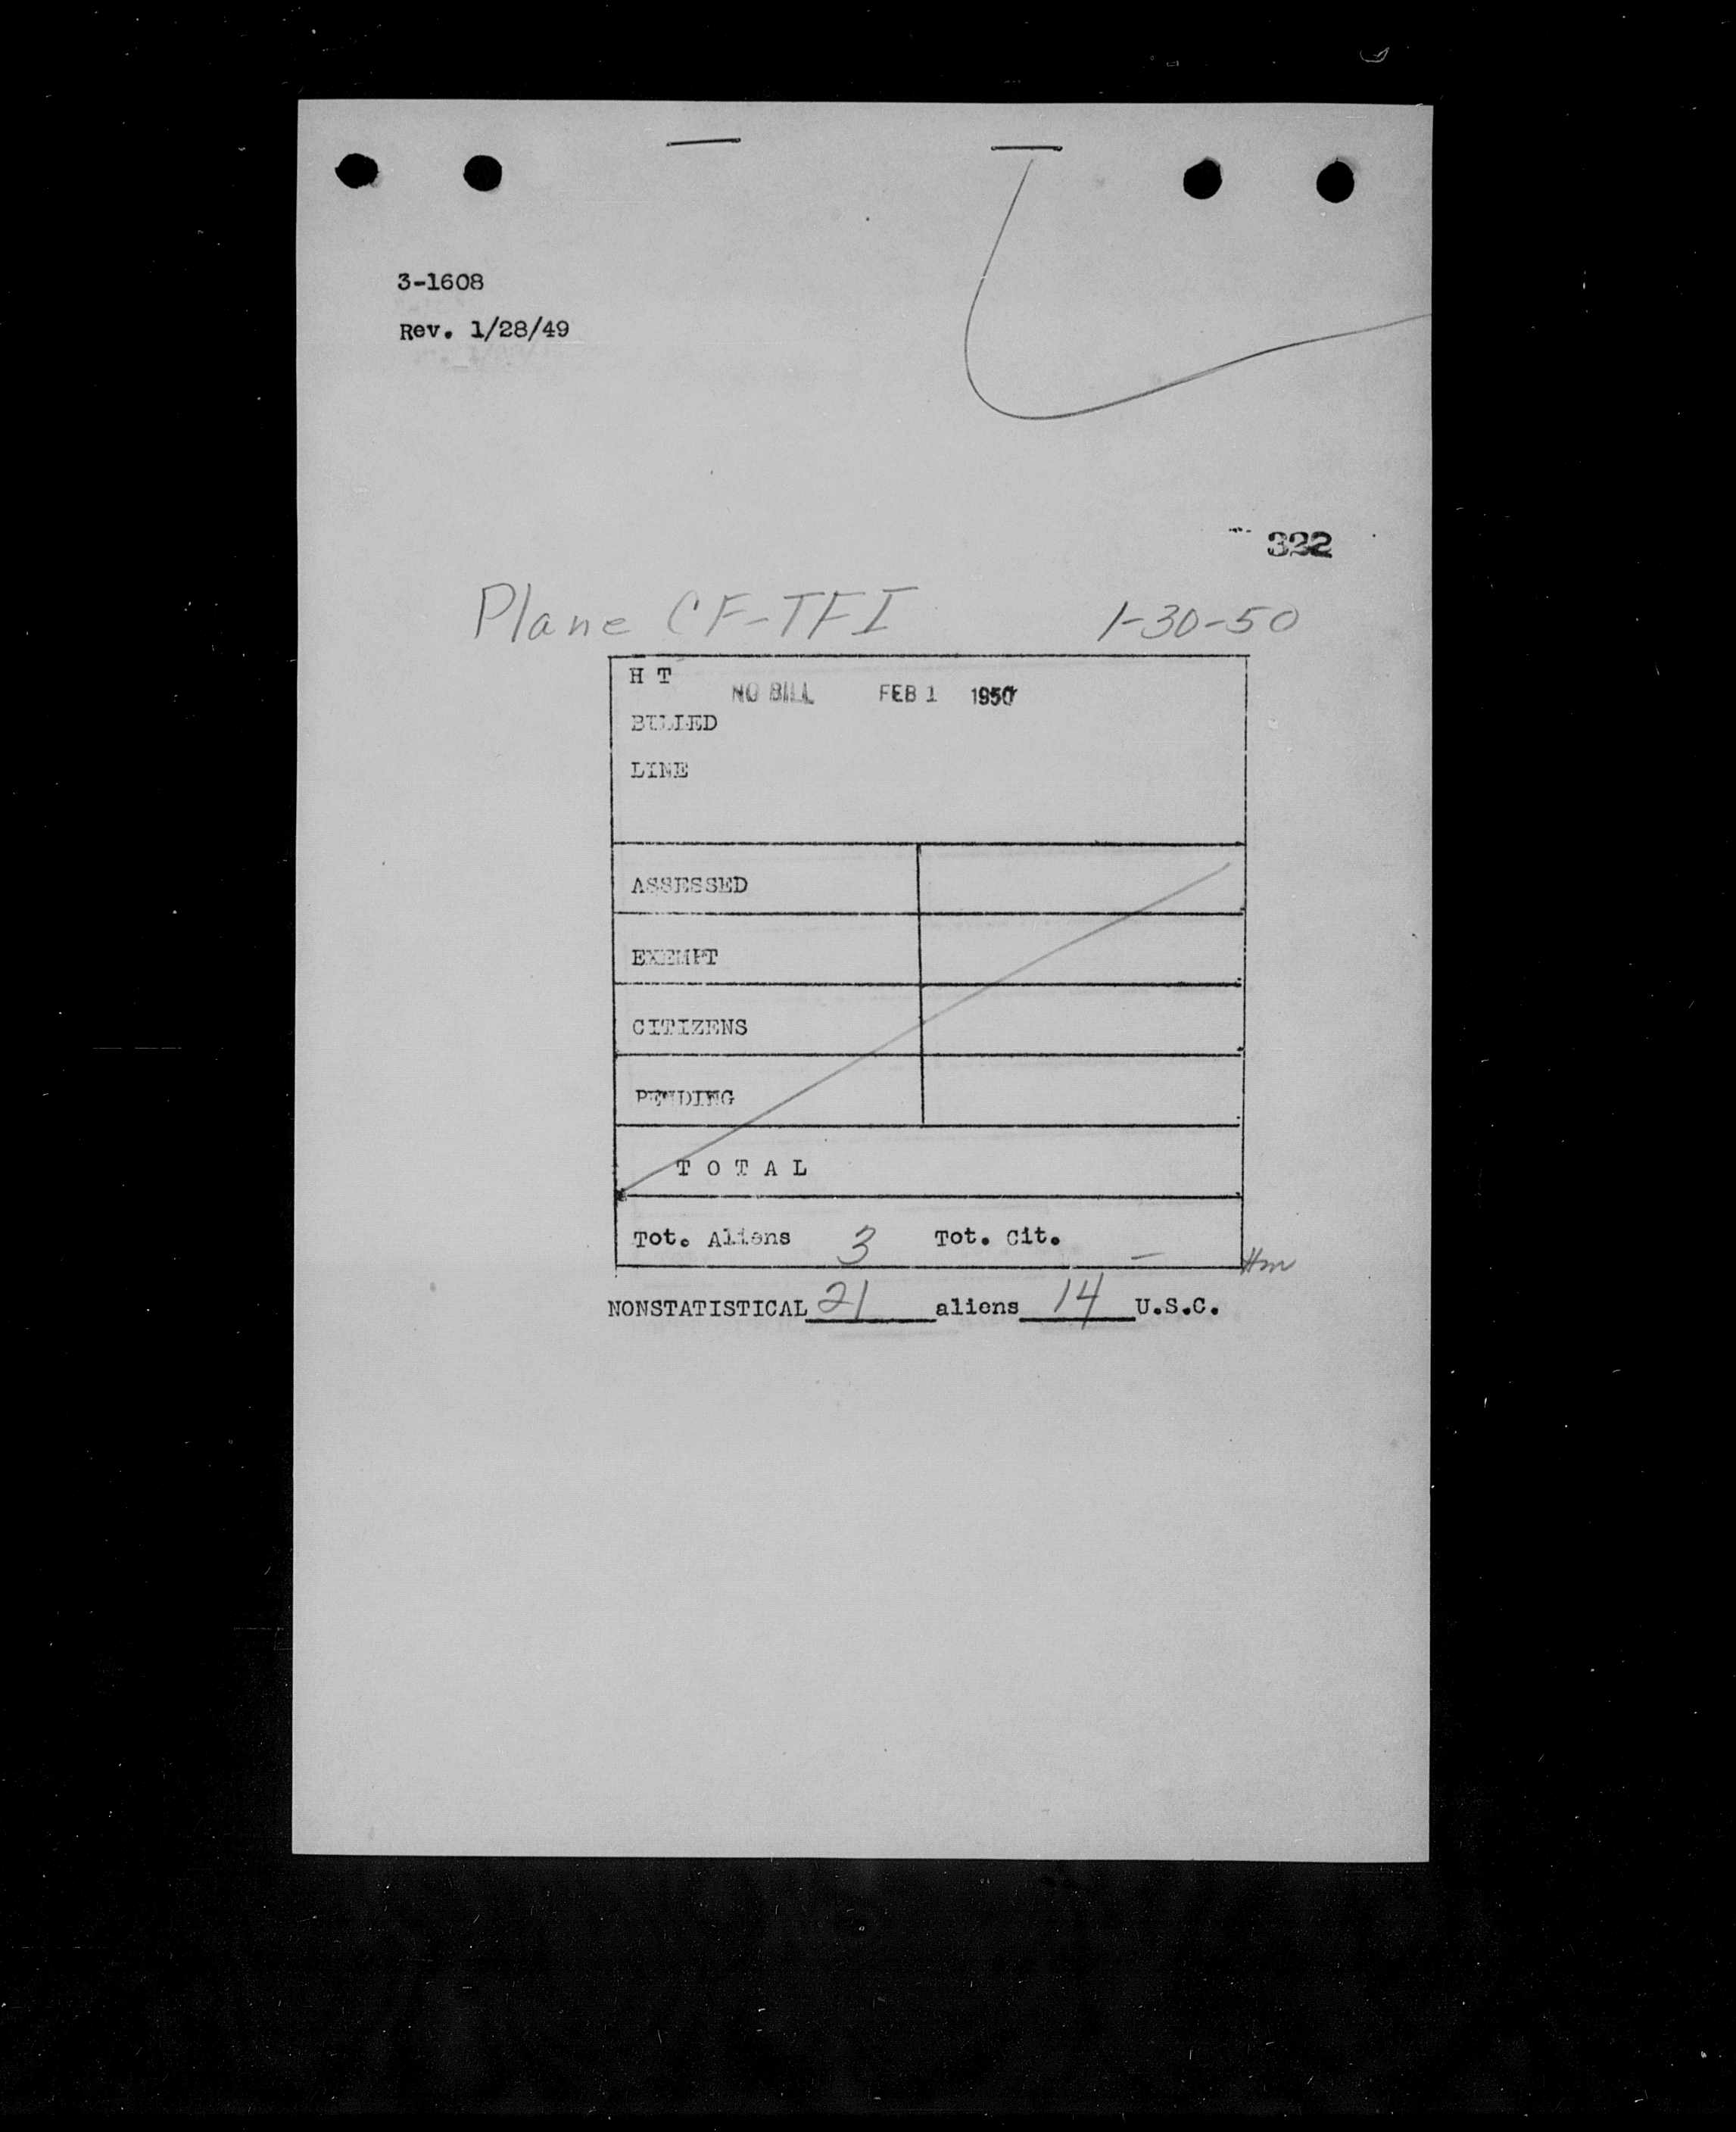 3-1608
Rev. 1/28/49
322
Plane CF-TFI 1-30-50
H T
NO BILL FEB 1 1950
BILLED
LINE
ASSESSED
EXEMPT
CITIZENS
PENDING
T O T A L
Tot. Aliens 3 Tot. Cit. —
NONSTATISTICAL 21 aliens 14 U.S.C.